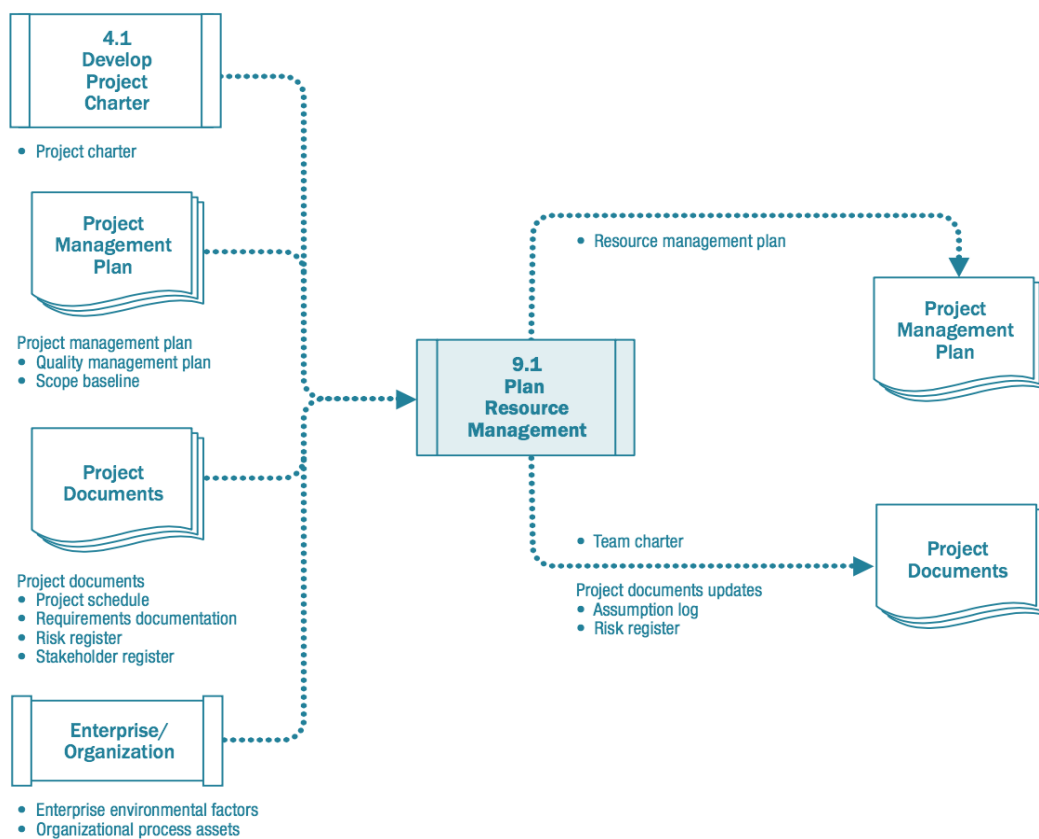 4.1
Develop
Project
Charter
• Project charter
Project
Management
Plan
Project management plan
• Quality management plan
• Scope baseline
Project
Documents
Project documents
• Project schedule
• Requirements documentation
• Risk register
• Stakeholder register
Enterprise/
Organization
• Enterprise environmental factors
• Organizational process assets
9.1
Plan
Resource
Management
• Resource management plan
Project
Management
Plan
• Team charter
Project documents updates
• Assumption log
• Risk register
Project
Documents